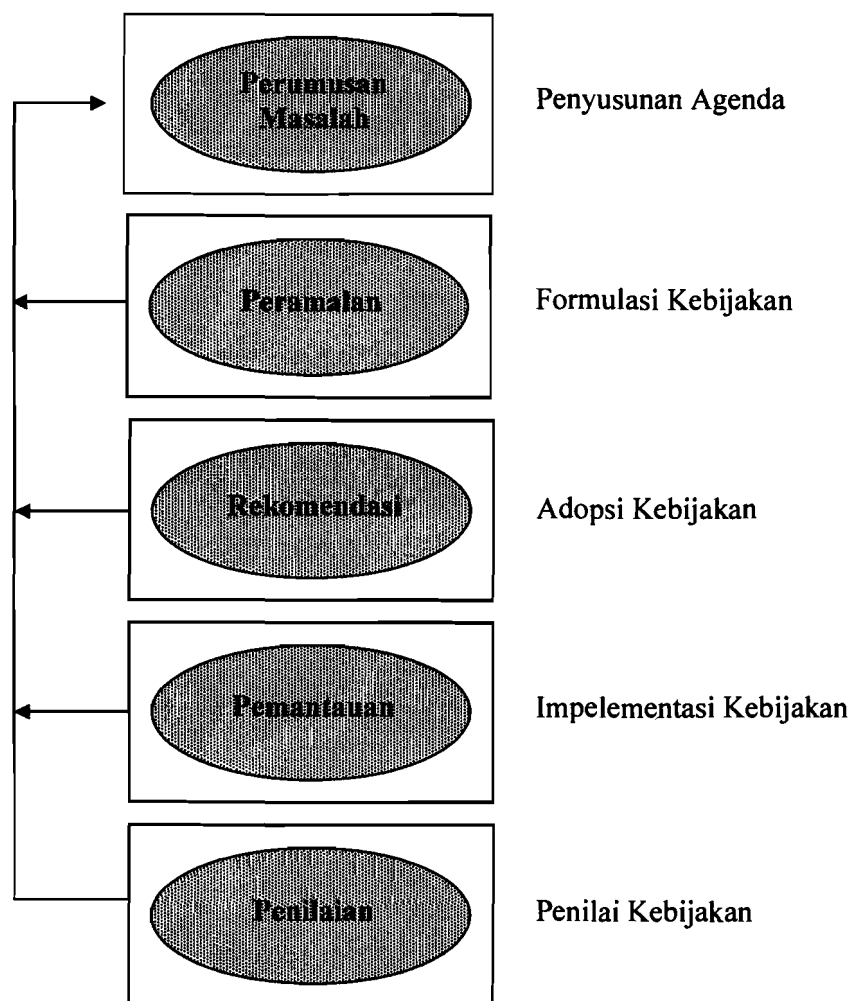 Perumusan
Masalah
Penyusunan Agenda
Peramalan
Formulasi Kebijakan
Rekomendasi
Adopsi Kebijakan
Pemantauan
Impelementasi Kebijakan
Penilaian
Penilai Kebijakan